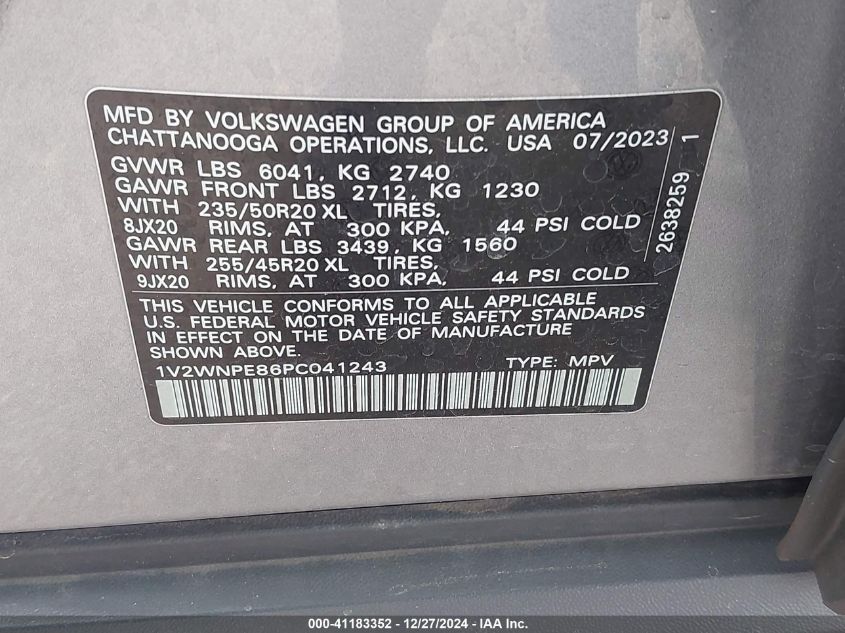 MFD BY VOLKSWAGEN GROUP OF AMERICA
CHATTANOOGA OPERATIONS, LLC. USA 07/2023
GVWR LBS 6041, KG 2740
GAWR FRONT LBS 2712, KG 1230
WITH 235/50R20 XL TIRES,
8JX20 RIMS, AT 300 KPA, 44 PSI COLD
GAWR REAR LBS 3439, KG 1560
WITH 255/45R20 XL TIRES,
9JX20 RIMS, AT 300 KPA, 44 PSI COLD
THIS VEHICLE CONFORMS TO ALL APPLICABLE
U.S. FEDERAL MOTOR VEHICLE SAFETY STANDARDS
IN EFFECT ON THE DATE OF MANUFACTURE
SHOWN ABOVE.
1V2WNPE86PC041243 TYPE: MPV
2638259 1
000-41183352 - 12/27/2024 - IAA Inc.